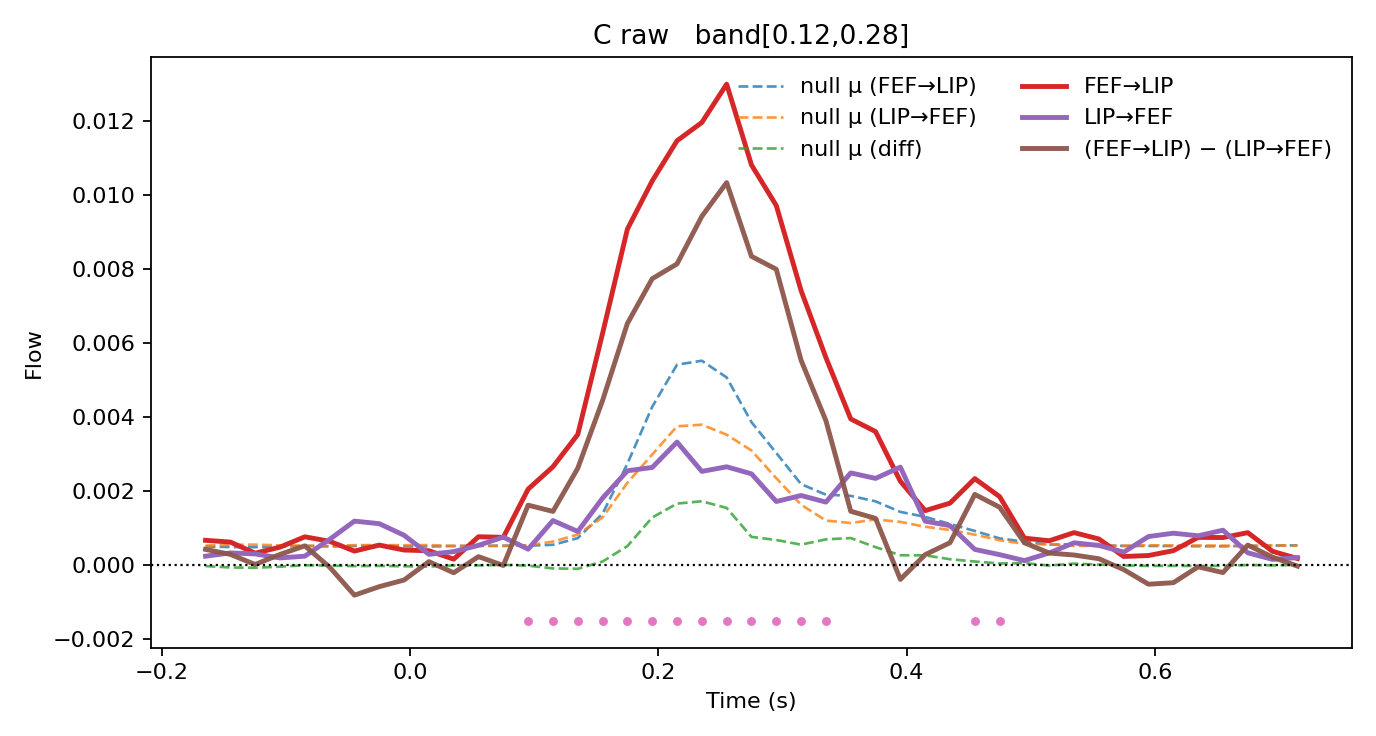 C raw   band[0.12,0.28]
null μ (FEF→LIP)
null μ (LIP→FEF)
null μ (diff)
FEF→LIP
LIP→FEF
(FEF→LIP) − (LIP→FEF)
Flow
0.012
0.010
0.008
0.006
0.004
0.002
0.000
−0.002
−0.2
0.0
0.2
0.4
0.6
Time (s)